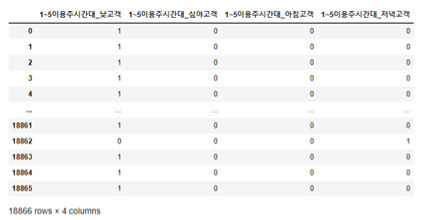 1~5이용주시간대_낮고객 1~5이용주시간대_심야고객 1~5이용주시간대_아침고객 1~5이용주시간대_저녁고객
0 1 0 0 0
1 1 0 0 0
2 1 0 0 0
3 1 0 0 0
4 1 0 0 0
... ... ... ... ...
18861 1 0 0 0
18862 0 0 0 1
18863 1 0 0 0
18864 1 0 0 0
18865 1 0 0 0
18866 rows × 4 columns